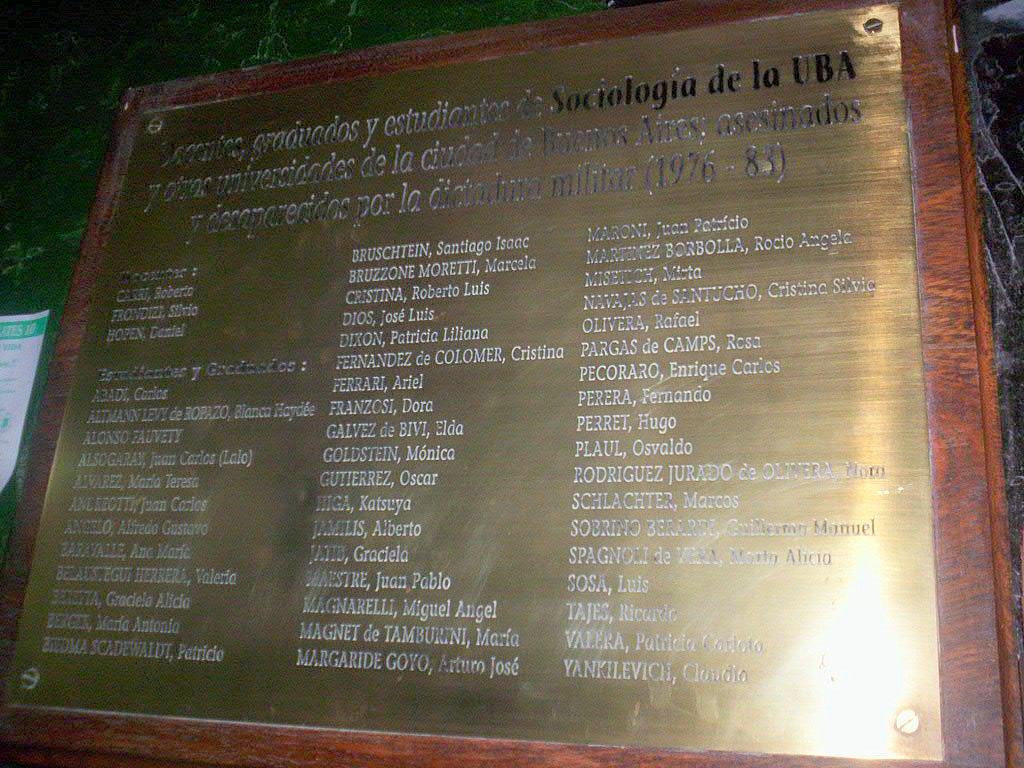 Docentes, graduados y estudiantes de Sociología de la UBA
y otras universidades de la ciudad de Buenos Aires; asesinados
y desaparecidos por la dictadura militar (1976 - 83)
Docentes :
CARRI, Roberto
FRONDIZI, Silvio
HOPEN, Daniel
Estudiantes y Graduados :
ABADI, Carlos
ALTMANN LEVY de ROPAZO, Blanca Haydée
ALONSO FAUVETY
ALSOGARAY, Juan Carlos (Lalo)
ALVAREZ, María Teresa
ANDREOTTI, Juan Carlos
ANGELO, Alfredo Gustavo
BARAVALLE, Ana María
BELAUSTEGUI HERRERA, Valeria
BERETTA, Graciela Alicia
BERGER, María Antonia
BIEDMA SCADEWALDT, Patricio
BRUSCHTEIN, Santiago Isaac
BRUZZONE MORETTI, Marcela
CRISTINA, Roberto Luis
DIOS, José Luis
DIXON, Patricia Liliana
FERNANDEZ de COLOMER, Cristina
FERRARI, Ariel
FRANZOSI, Dora
GALVEZ de BIVI, Elda
GOLDSTEIN, Mónica
GUTIERREZ, Oscar
HIGA, Katsuya
JAMILIS, Alberto
JATIB, Graciela
MAESTRE, Juan Pablo
MAGNARELLI, Miguel Angel
MAGNET de TAMBURINI, María
MARGARIDE GOYO, Arturo José
MARONI, Juan Patricio
MARTINEZ BORBOLLA, Rocio Angela
MISETICH, Mirta
NAVAJAS de SANTUCHO, Cristina Silvia
OLIVERA, Rafael
PARGAS de CAMPS, Rosa
PECORARO, Enrique Carlos
PERERA, Fernando
PERRET, Hugo
PLAUL, Osvaldo
RODRIGUEZ JURADO de OLIVERA, Nora
SCHLACHTER, Marcos
SOBRINO BERARDI, Guillermo Manuel
SPAGNOLI de VERA, Marta Alicia
SOSA, Luis
TAJES, Ricardo
VALERA, Patricia Carlota
YANKILEVICH, Claudia